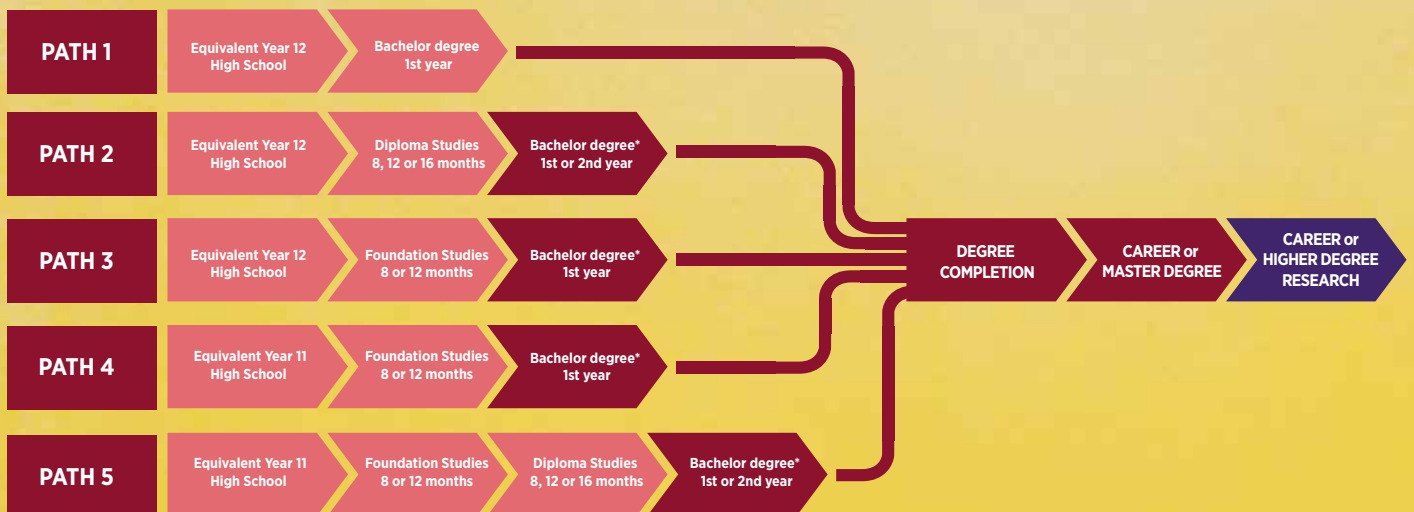 PATH 1
Equivalent Year 12
High School
Bachelor degree
1st year
PATH 2
Equivalent Year 12
High School
Diploma Studies
8, 12 or 16 months
Bachelor degree*
1st or 2nd year
PATH 3
Equivalent Year 12
High School
Foundation Studies
8 or 12 months
Bachelor degree*
1st year
DEGREE
COMPLETION
CAREER or
MASTER DEGREE
CAREER or
HIGHER DEGREE
RESEARCH
PATH 4
Equivalent Year 11
High School
Foundation Studies
8 or 12 months
Bachelor degree*
1st year
PATH 5
Equivalent Year 11
High School
Foundation Studies
8 or 12 months
Diploma Studies
8, 12 or 16 months
Bachelor degree*
1st or 2nd year